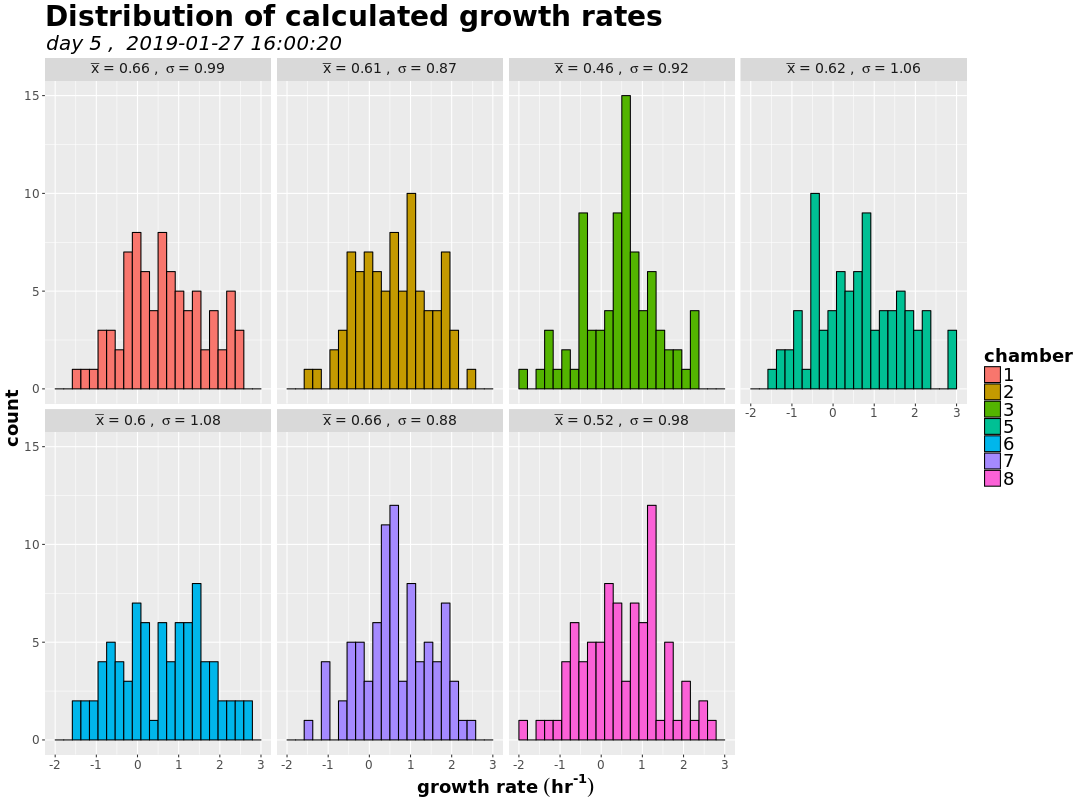 Distribution of calculated growth rates
day 5 , 2019-01-27 16:00:20
x̅ = 0.66 , σ = 0.99
x̅ = 0.61 , σ = 0.87
x̅ = 0.46 , σ = 0.92
x̅ = 0.62 , σ = 1.06
15
10
5
0
-2 -1 0 1 2 3
x̅ = 0.6 , σ = 1.08
x̅ = 0.66 , σ = 0.88
x̅ = 0.52 , σ = 0.98
15
10
5
0
-2 -1 0 1 2 3
-2 -1 0 1 2 3
-2 -1 0 1 2 3
count
growth rate (hr⁻¹)
chamber
1
2
3
5
6
7
8